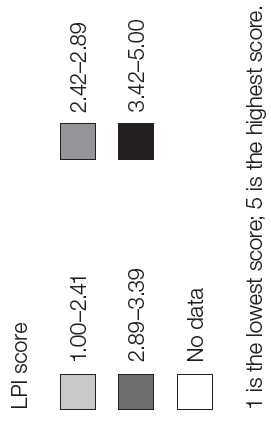 LPI score
1.00–2.41
2.42–2.89
2.89–3.39
3.42–5.00
No data
1 is the lowest score; 5 is the highest score.